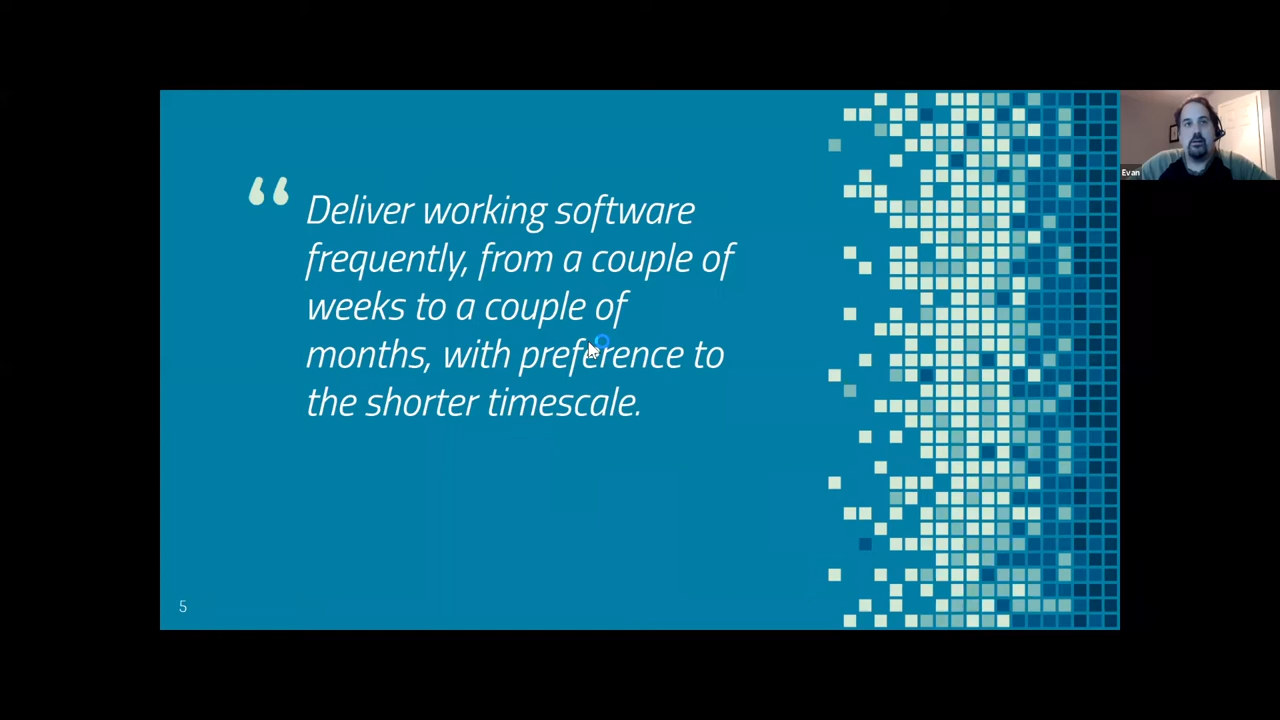 “
Deliver working software
frequently, from a couple of
weeks to a couple of
months, with preference to
the shorter timescale.
5
Evan